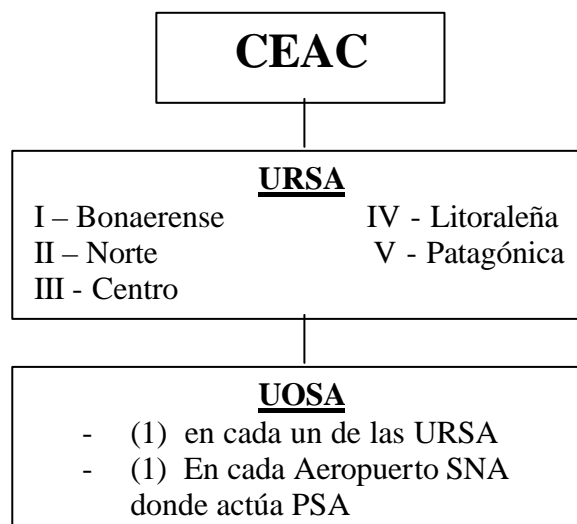 CEAC
URSA
I – Bonaerense IV - Litoraleña
II – Norte V - Patagónica
III - Centro
UOSA
- (1) en cada un de las URSA
- (1) En cada Aeropuerto SNA
donde actúa PSA